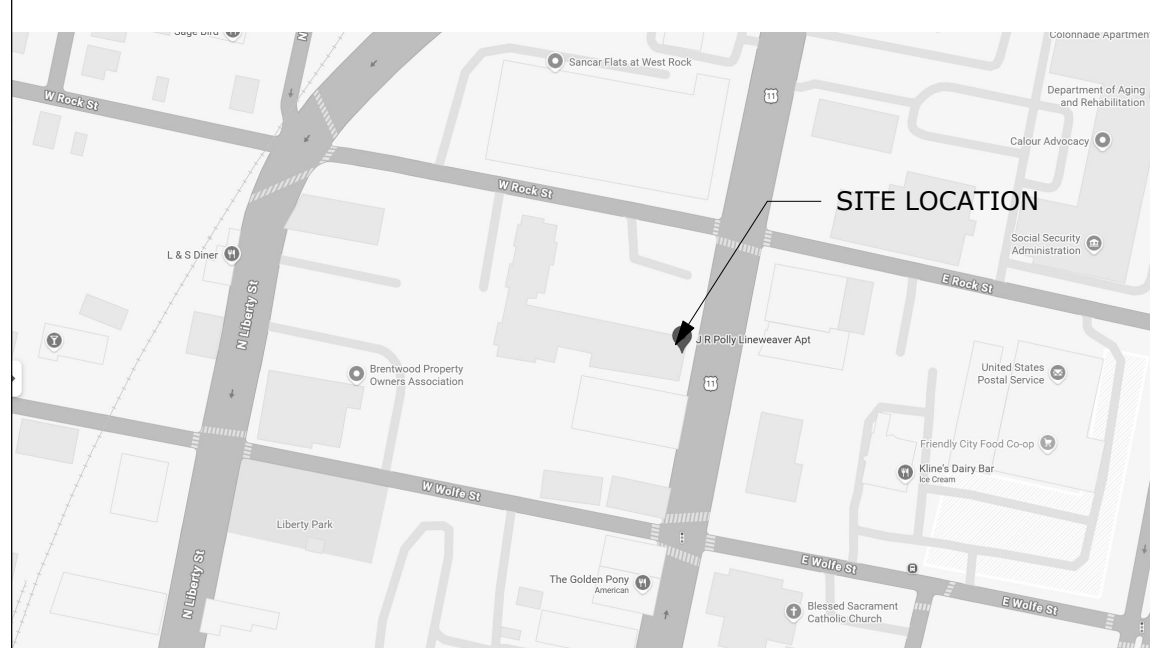 Sage Bird
N
Colonnade Apartment
Sancar Flats at West Rock
11
Department of Aging
and Rehabilitation
W Rock St
Calour Advocacy
W Rock St
SITE LOCATION
Social Security
Administration
L & S Diner
E Rock St
N Liberty St
J R Polly Lineweaver Apt
Brentwood Property
Owners Association
11
United States
Postal Service
Friendly City Food Co-op
Kline's Dairy Bar
Ice Cream
W Wolfe St
Liberty Park
E Wolfe St
The Golden Pony
American
N Liberty St
Blessed Sacrament
Catholic Church
E Wolfe St